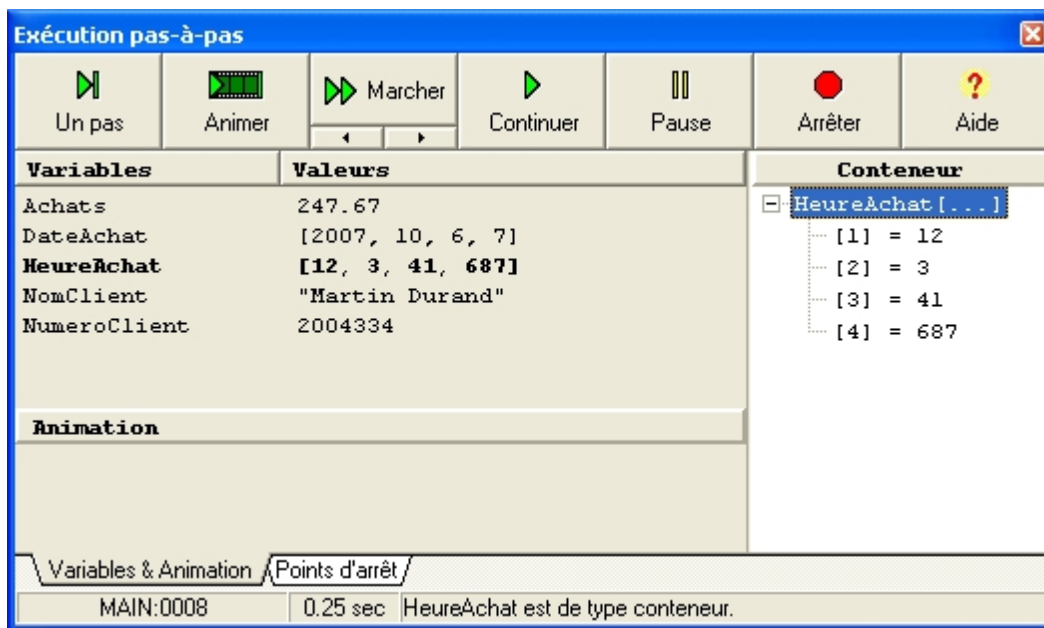 Exécution pas-à-pas
Un pas
Animer
Marcher
Continuer
Pause
Arrêter
Aide
Variables Valeurs
Achats 247.67
DateAchat [2007, 10, 6, 7]
HeureAchat [12, 3, 41, 687]
NomClient "Martin Durand"
NumeroClient 2004334
Conteneur
HeureAchat[...]
[1] = 12
[2] = 3
[3] = 41
[4] = 687
Animation
Variables & Animation Points d'arrêt
MAIN:0008 0.25 sec HeureAchat est de type conteneur.